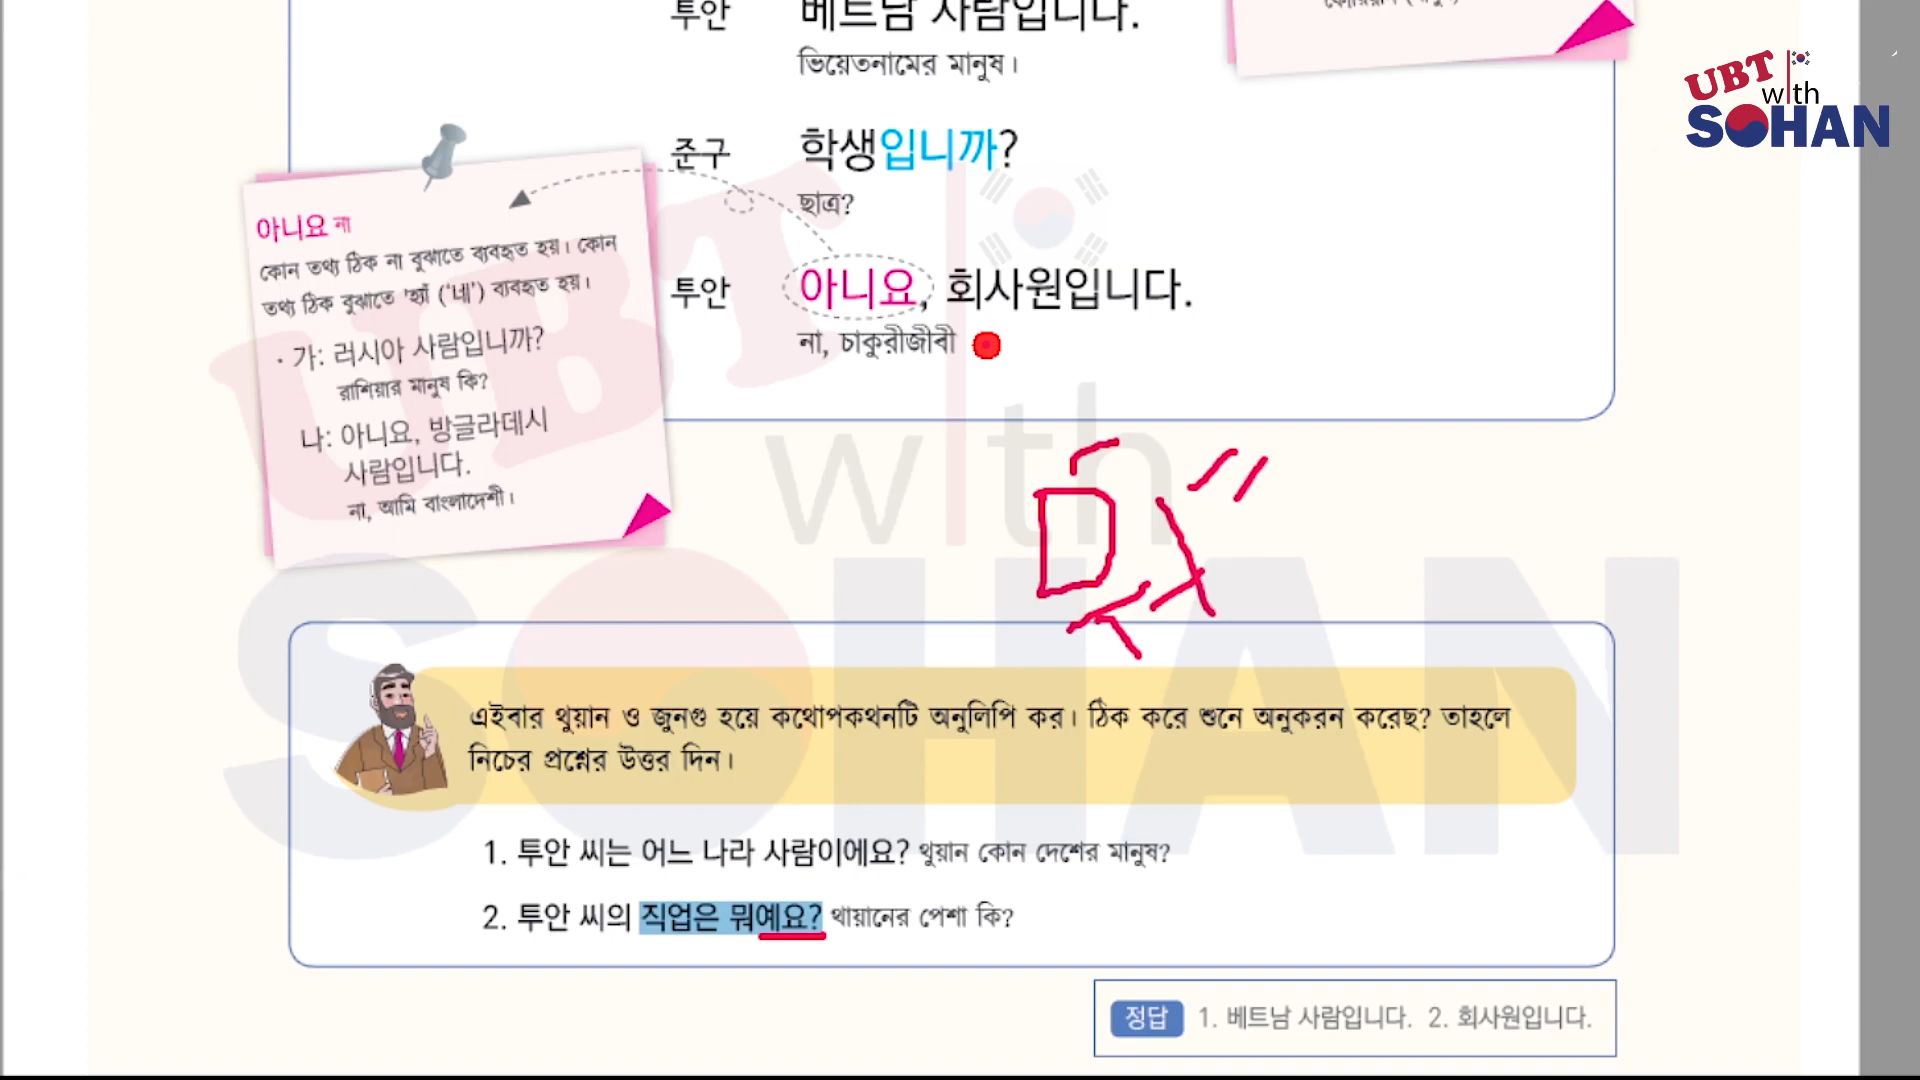 투안 베트남 사람입니다.
ভিয়েতনামের মানুষ।
UBT with SOHAN
준구 학생입니까?
ছাত্র?
투안 아니요, 회사원입니다.
না, চাকুরীজীবী
아니요 না
কোন তথ্য ঠিক না বুঝাতে ব্যবহৃত হয়। কোন
তথ্য ঠিক বুঝাতে 'হ্যাঁ ('네') ব্যবহৃত হয়।
· 가: 러시아 사람입니까?
রাশিয়ার মানুষ কি?
나: 아니요, 방글라데시
사람입니다.
না, আমি বাংলাদেশী।
UBT
with
SOHAN
এইবার থুয়ান ও জুনগু হয়ে কথোপকথনটি অনুলিপি কর। ঠিক করে শুনে অনুকরন করেছ? তাহলে
নিচের প্রশ্নের উত্তর দিন।
1. 투안 씨는 어느 나라 사람이에요? থুয়ান কোন দেশের মানুষ?
2. 투안 씨의 직업은 뭐예요? থায়ানের পেশা কি?
정답 1. 베트남 사람입니다. 2. 회사원입니다.